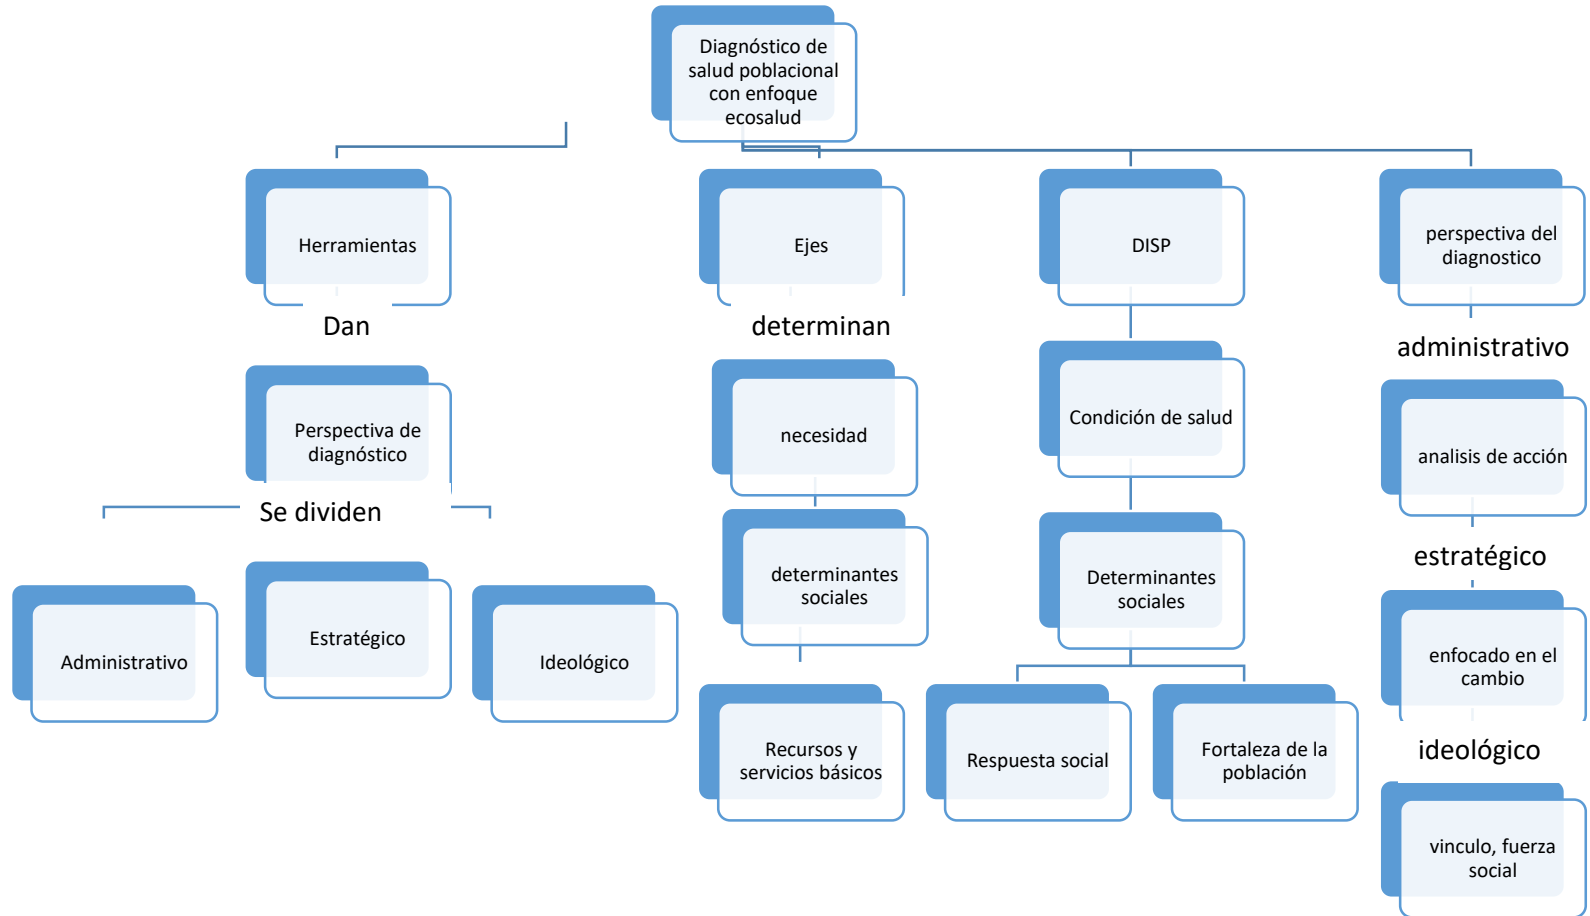 Diagnóstico de
salud poblacional
con enfoque
ecosalud
Herramientas
Ejes
DISP
perspectiva del
diagnostico
Dan
determinan
administrativo
Perspectiva de
diagnóstico
necesidad
Condición de salud
analisis de acción
Se dividen
estratégico
Administrativo
Estratégico
Ideológico
determinantes
sociales
Determinantes
sociales
enfocado en el
cambio
Recursos y
servicios básicos
Respuesta social
Fortaleza de la
población
ideológico
vinculo, fuerza
social